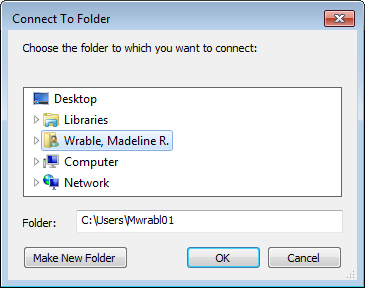 Connect To Folder
Choose the folder to which you want to connect:
Desktop
Libraries
Wrable, Madeline R.
Computer
Network
Folder: C:\Users\Mwrabl01
Make New Folder OK Cancel